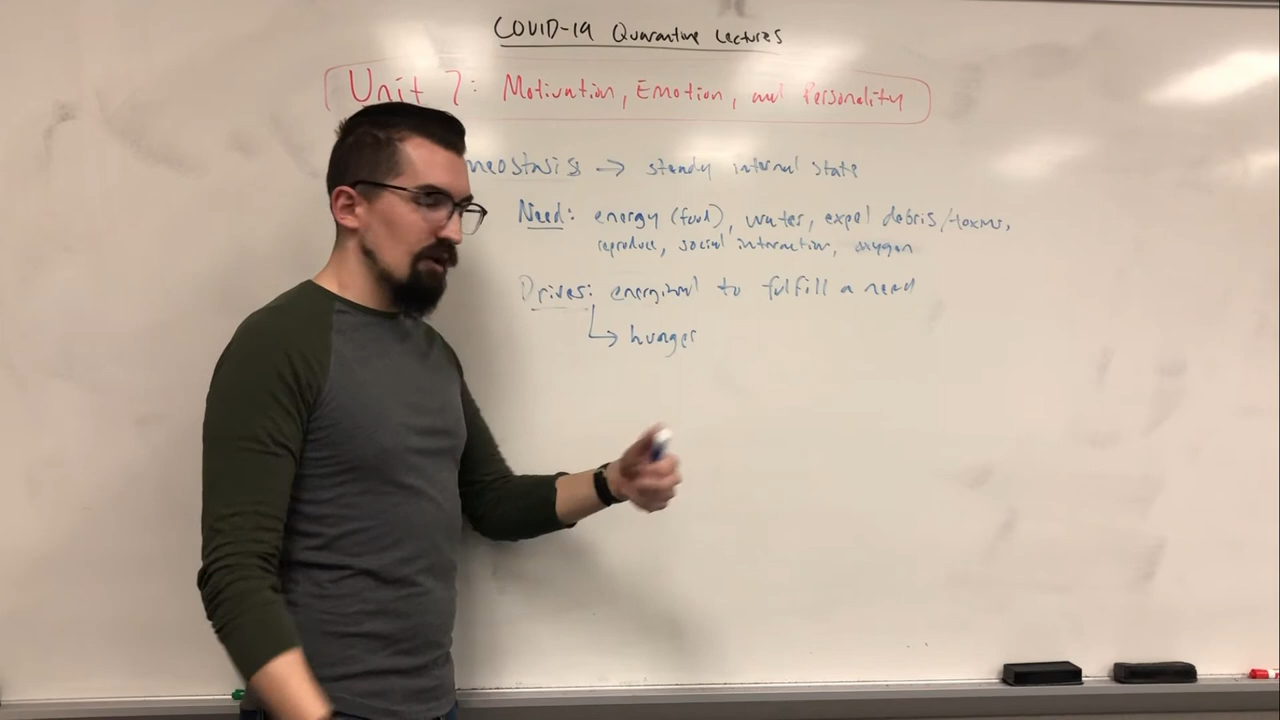 COVID-19 Quarantine Lectures
Unit 7: Motivation, Emotion, and Personality
meostasis → steady internal state
Need: energy (food), water, expel debris/toxins,
reproduce, social interaction, oxygen
Drives: energized to fulfill a need
↳ hunger